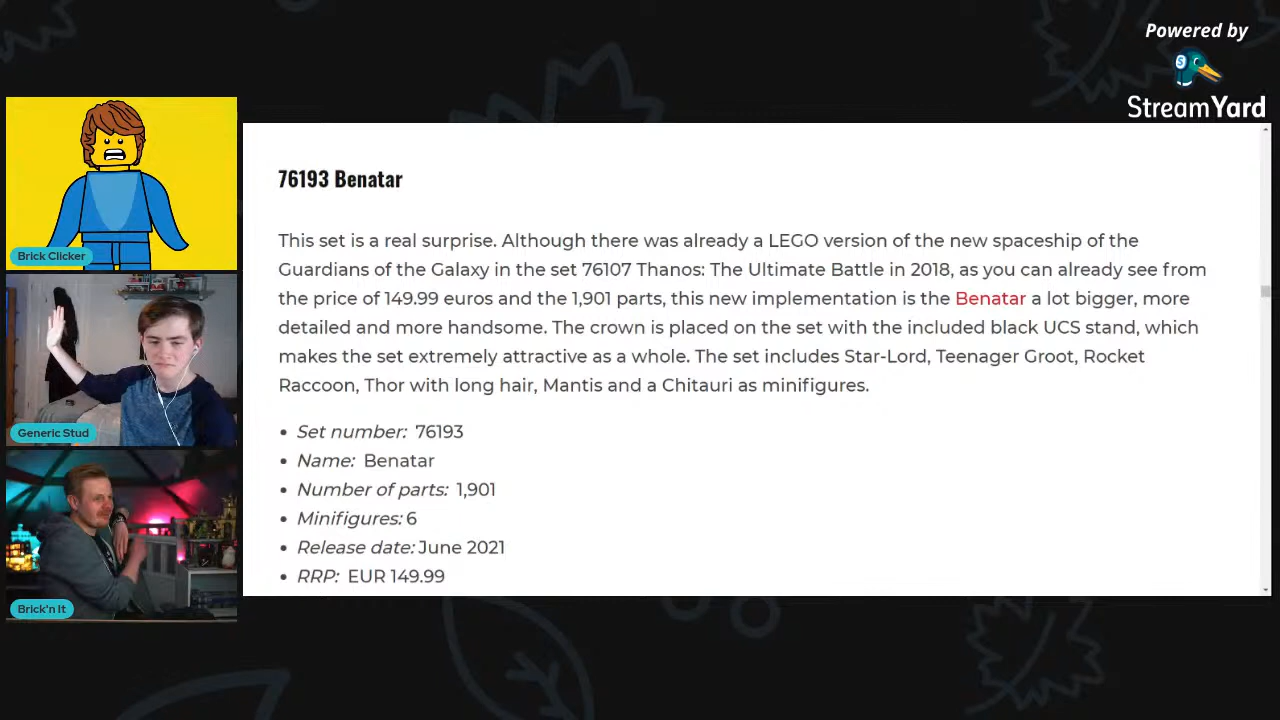 Powered by
StreamYard
Brick Clicker
Generic Stud
Brick'n It
76193 Benatar
This set is a real surprise. Although there was already a LEGO version of the new spaceship of the
Guardians of the Galaxy in the set 76107 Thanos: The Ultimate Battle in 2018, as you can already see from
the price of 149.99 euros and the 1,901 parts, this new implementation is the Benatar a lot bigger, more
detailed and more handsome. The crown is placed on the set with the included black UCS stand, which
makes the set extremely attractive as a whole. The set includes Star-Lord, Teenager Groot, Rocket
Raccoon, Thor with long hair, Mantis and a Chitauri as minifigures.
• Set number: 76193
• Name: Benatar
• Number of parts: 1,901
• Minifigures: 6
• Release date: June 2021
• RRP: EUR 149.99